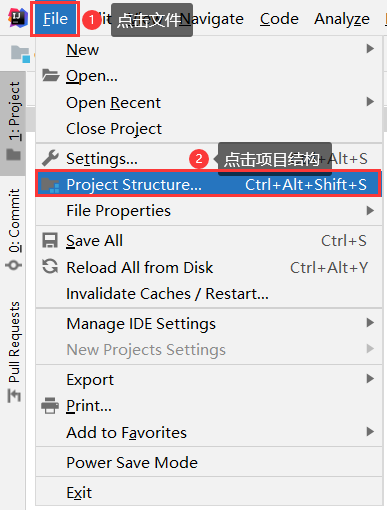 File 1 点击文件 it Navigate Code Analyze
1: Project
0: Commit
Pull Requests
New
Open...
Open Recent
Close Project
Settings... 2 点击项目结构 Alt+S
Project Structure... Ctrl+Alt+Shift+S
File Properties
Save All Ctrl+S
Reload All from Disk Ctrl+Alt+Y
Invalidate Caches / Restart...
Manage IDE Settings
New Projects Settings
Export
Print...
Add to Favorites
Power Save Mode
Exit